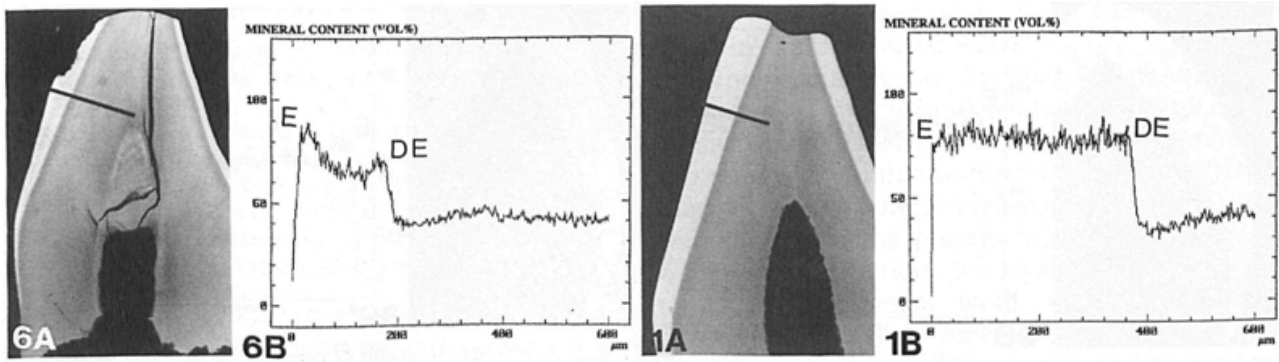 6A
MINERAL CONTENT (VOL%)
100
E
DE
50
0
0 200 400 600
µm
6B
1A
MINERAL CONTENT (VOL%)
100
E
DE
50
0
0 200 400 600
µm
1B